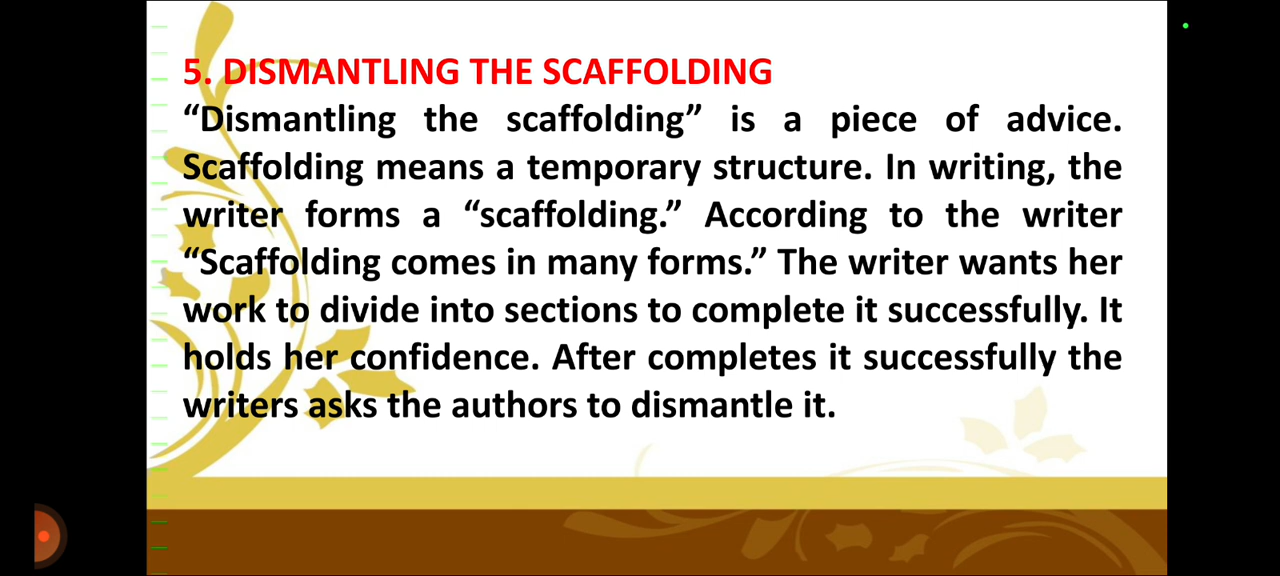 5. DISMANTLING THE SCAFFOLDING
“Dismantling the scaffolding” is a piece of advice.
Scaffolding means a temporary structure. In writing, the
writer forms a “scaffolding.” According to the writer
“Scaffolding comes in many forms.” The writer wants her
work to divide into sections to complete it successfully. It
holds her confidence. After completes it successfully the
writers asks the authors to dismantle it.